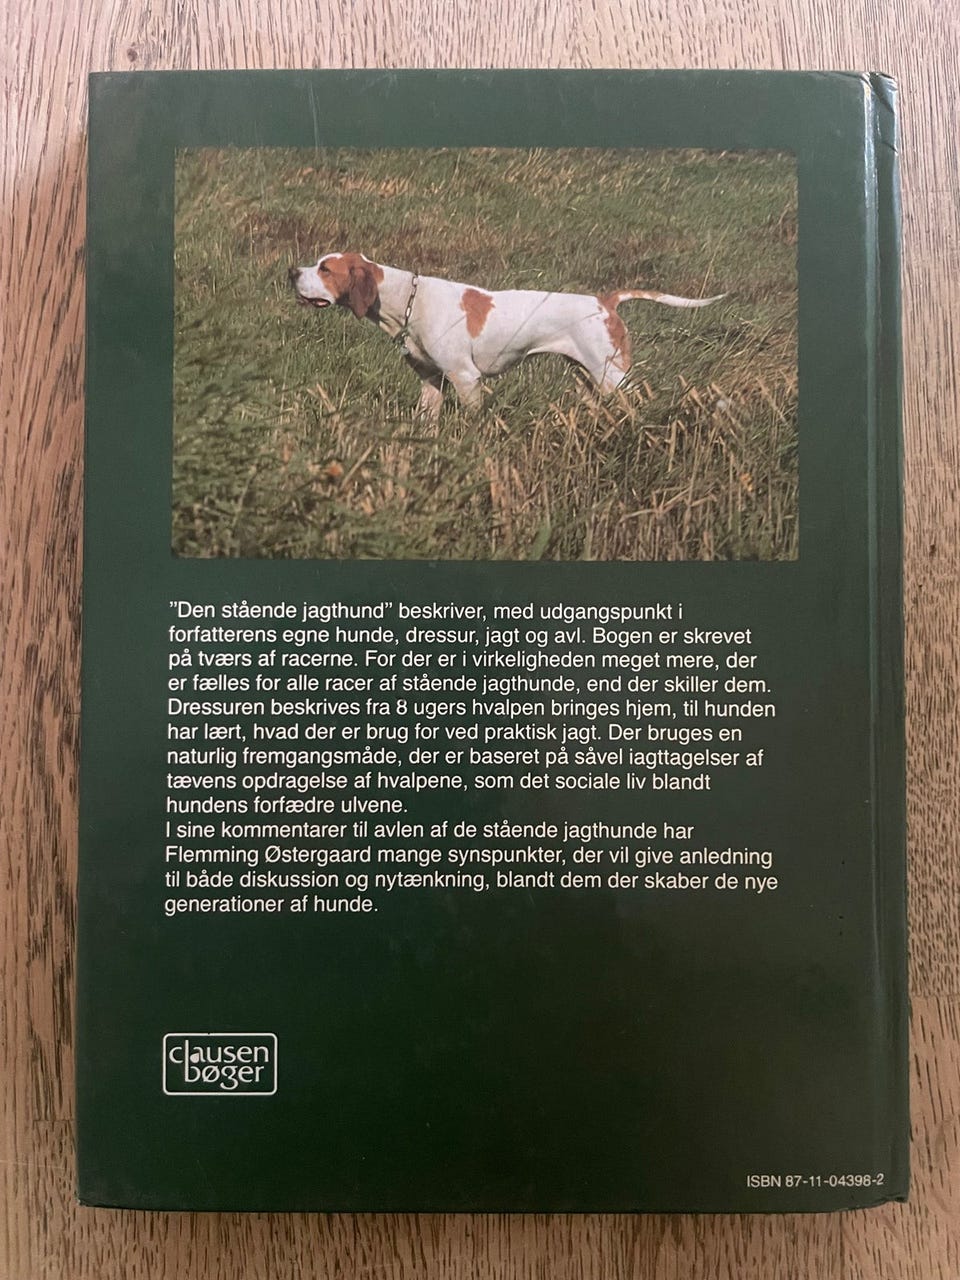 ”Den stående jagthund” beskriver, med udgangspunkt i
forfatterens egne hunde, dressur, jagt og avl. Bogen er skrevet
på tværs af racerne. For der er i virkeligheden meget mere, der
er fælles for alle racer af stående jagthunde, end der skiller dem.
Dressuren beskrives fra 8 ugers hvalpen bringes hjem, til hunden
har lært, hvad der er brug for ved praktisk jagt. Der bruges en
naturlig fremgangsmåde, der er baseret på såvel iagttagelser af
tævens opdragelse af hvalpene, som det sociale liv blandt
hundens forfædre ulvene.
I sine kommentarer til avlen af de stående jagthunde har
Flemming Østergaard mange synspunkter, der vil give anledning
til både diskussion og nytænkning, blandt dem der skaber de nye
generationer af hunde.
clausen
bøger
ISBN 87-11-04398-2